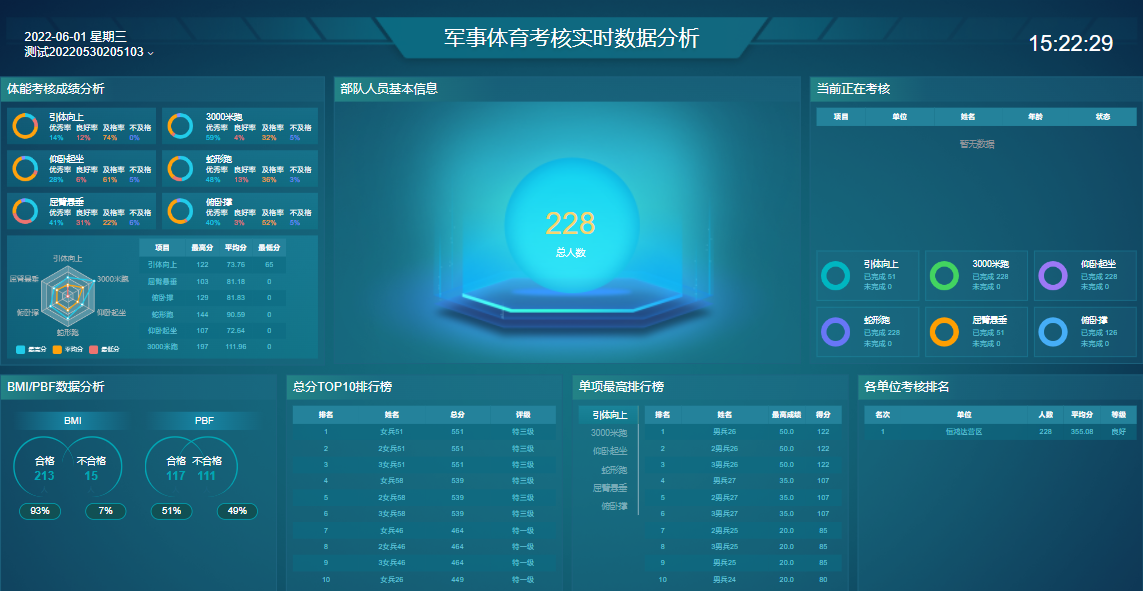 2022-06-01 星期三
测试20220530205103
军事体育考核实时数据分析
15:22:29
体能考核成绩分析
引体向上
优秀率 良好率 及格率 不及格
14% 12% 74% 0%
3000米跑
优秀率 良好率 及格率 不及格
59% 4% 32% 5%
仰卧起坐
优秀率 良好率 及格率 不及格
28% 6% 61% 5%
蛇形跑
优秀率 良好率 及格率 不及格
48% 13% 36% 3%
屈臂悬垂
优秀率 良好率 及格率 不及格
41% 31% 22% 6%
俯卧撑
优秀率 良好率 及格率 不及格
40% 3% 52% 5%
引体向上
3000米跑
仰卧起坐
蛇形跑
俯卧撑
屈臂悬垂
最高分 平均分 最低分
项目 最高分 平均分 最低分
引体向上 122 73.76 65
屈臂悬垂 103 81.18 0
俯卧撑 129 81.83 0
蛇形跑 144 90.59 0
仰卧起坐 107 72.64 0
3000米跑 197 111.96 0
部队人员基本信息
228
总人数
当前正在考核
项目 单位 姓名 年龄 状态
暂无数据
引体向上
已完成 51
未完成 0
3000米跑
已完成 228
未完成 0
仰卧起坐
已完成 228
未完成 0
蛇形跑
已完成 228
未完成 0
屈臂悬垂
已完成 51
未完成 0
俯卧撑
已完成 126
未完成 0
BMI/PBF数据分析
BMI
合格 不合格
213 15
93% 7%
PBF
合格 不合格
117 111
51% 49%
总分TOP10排行榜
排名 姓名 总分 评级
1 女兵51 551 特三级
2 2女兵51 551 特三级
3 3女兵51 551 特三级
4 女兵58 539 特三级
5 2女兵58 539 特三级
6 3女兵58 539 特三级
7 女兵46 464 特一级
8 2女兵46 464 特一级
9 3女兵46 464 特一级
10 女兵26 449 特一级
单项最高排行榜
引体向上
3000米跑
仰卧起坐
蛇形跑
屈臂悬垂
俯卧撑
排名 姓名 最高成绩 得分
1 男兵26 50.0 122
2 2男兵26 50.0 122
3 3男兵26 50.0 122
4 男兵27 35.0 107
5 2男兵27 35.0 107
6 3男兵27 35.0 107
7 2男兵25 20.0 85
8 3男兵25 20.0 85
9 男兵25 20.0 85
10 男兵24 20.0 80
各单位考核排名
名次 单位 人数 平均分 等级
1 恒鸿达营区 228 355.08 良好